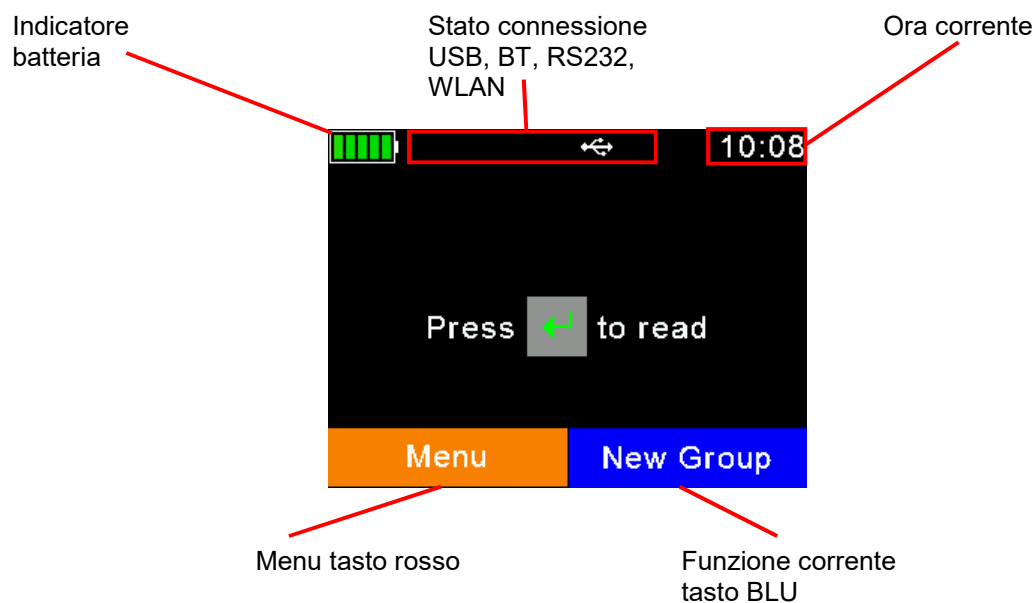 Indicatore
batteria
Stato connessione
USB, BT, RS232,
WLAN
Ora corrente
10:08
Press to read
Menu
New Group
Menu tasto rosso
Funzione corrente
tasto BLU